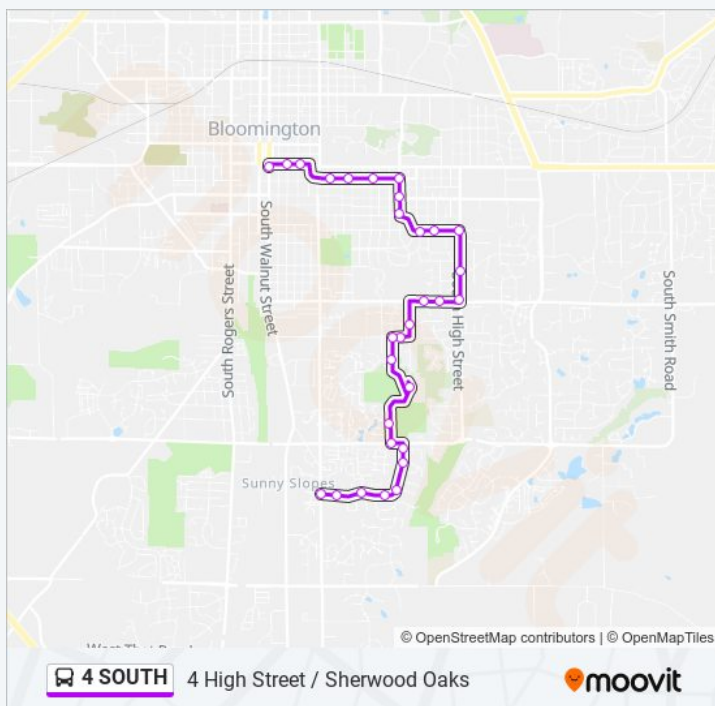 Bloomington
South Walnut Street
South Rogers Street
High Street
South Smith Road
Sunny Slopes
© OpenStreetMap contributors | © OpenMapTiles
4 SOUTH
4 High Street / Sherwood Oaks
moovit